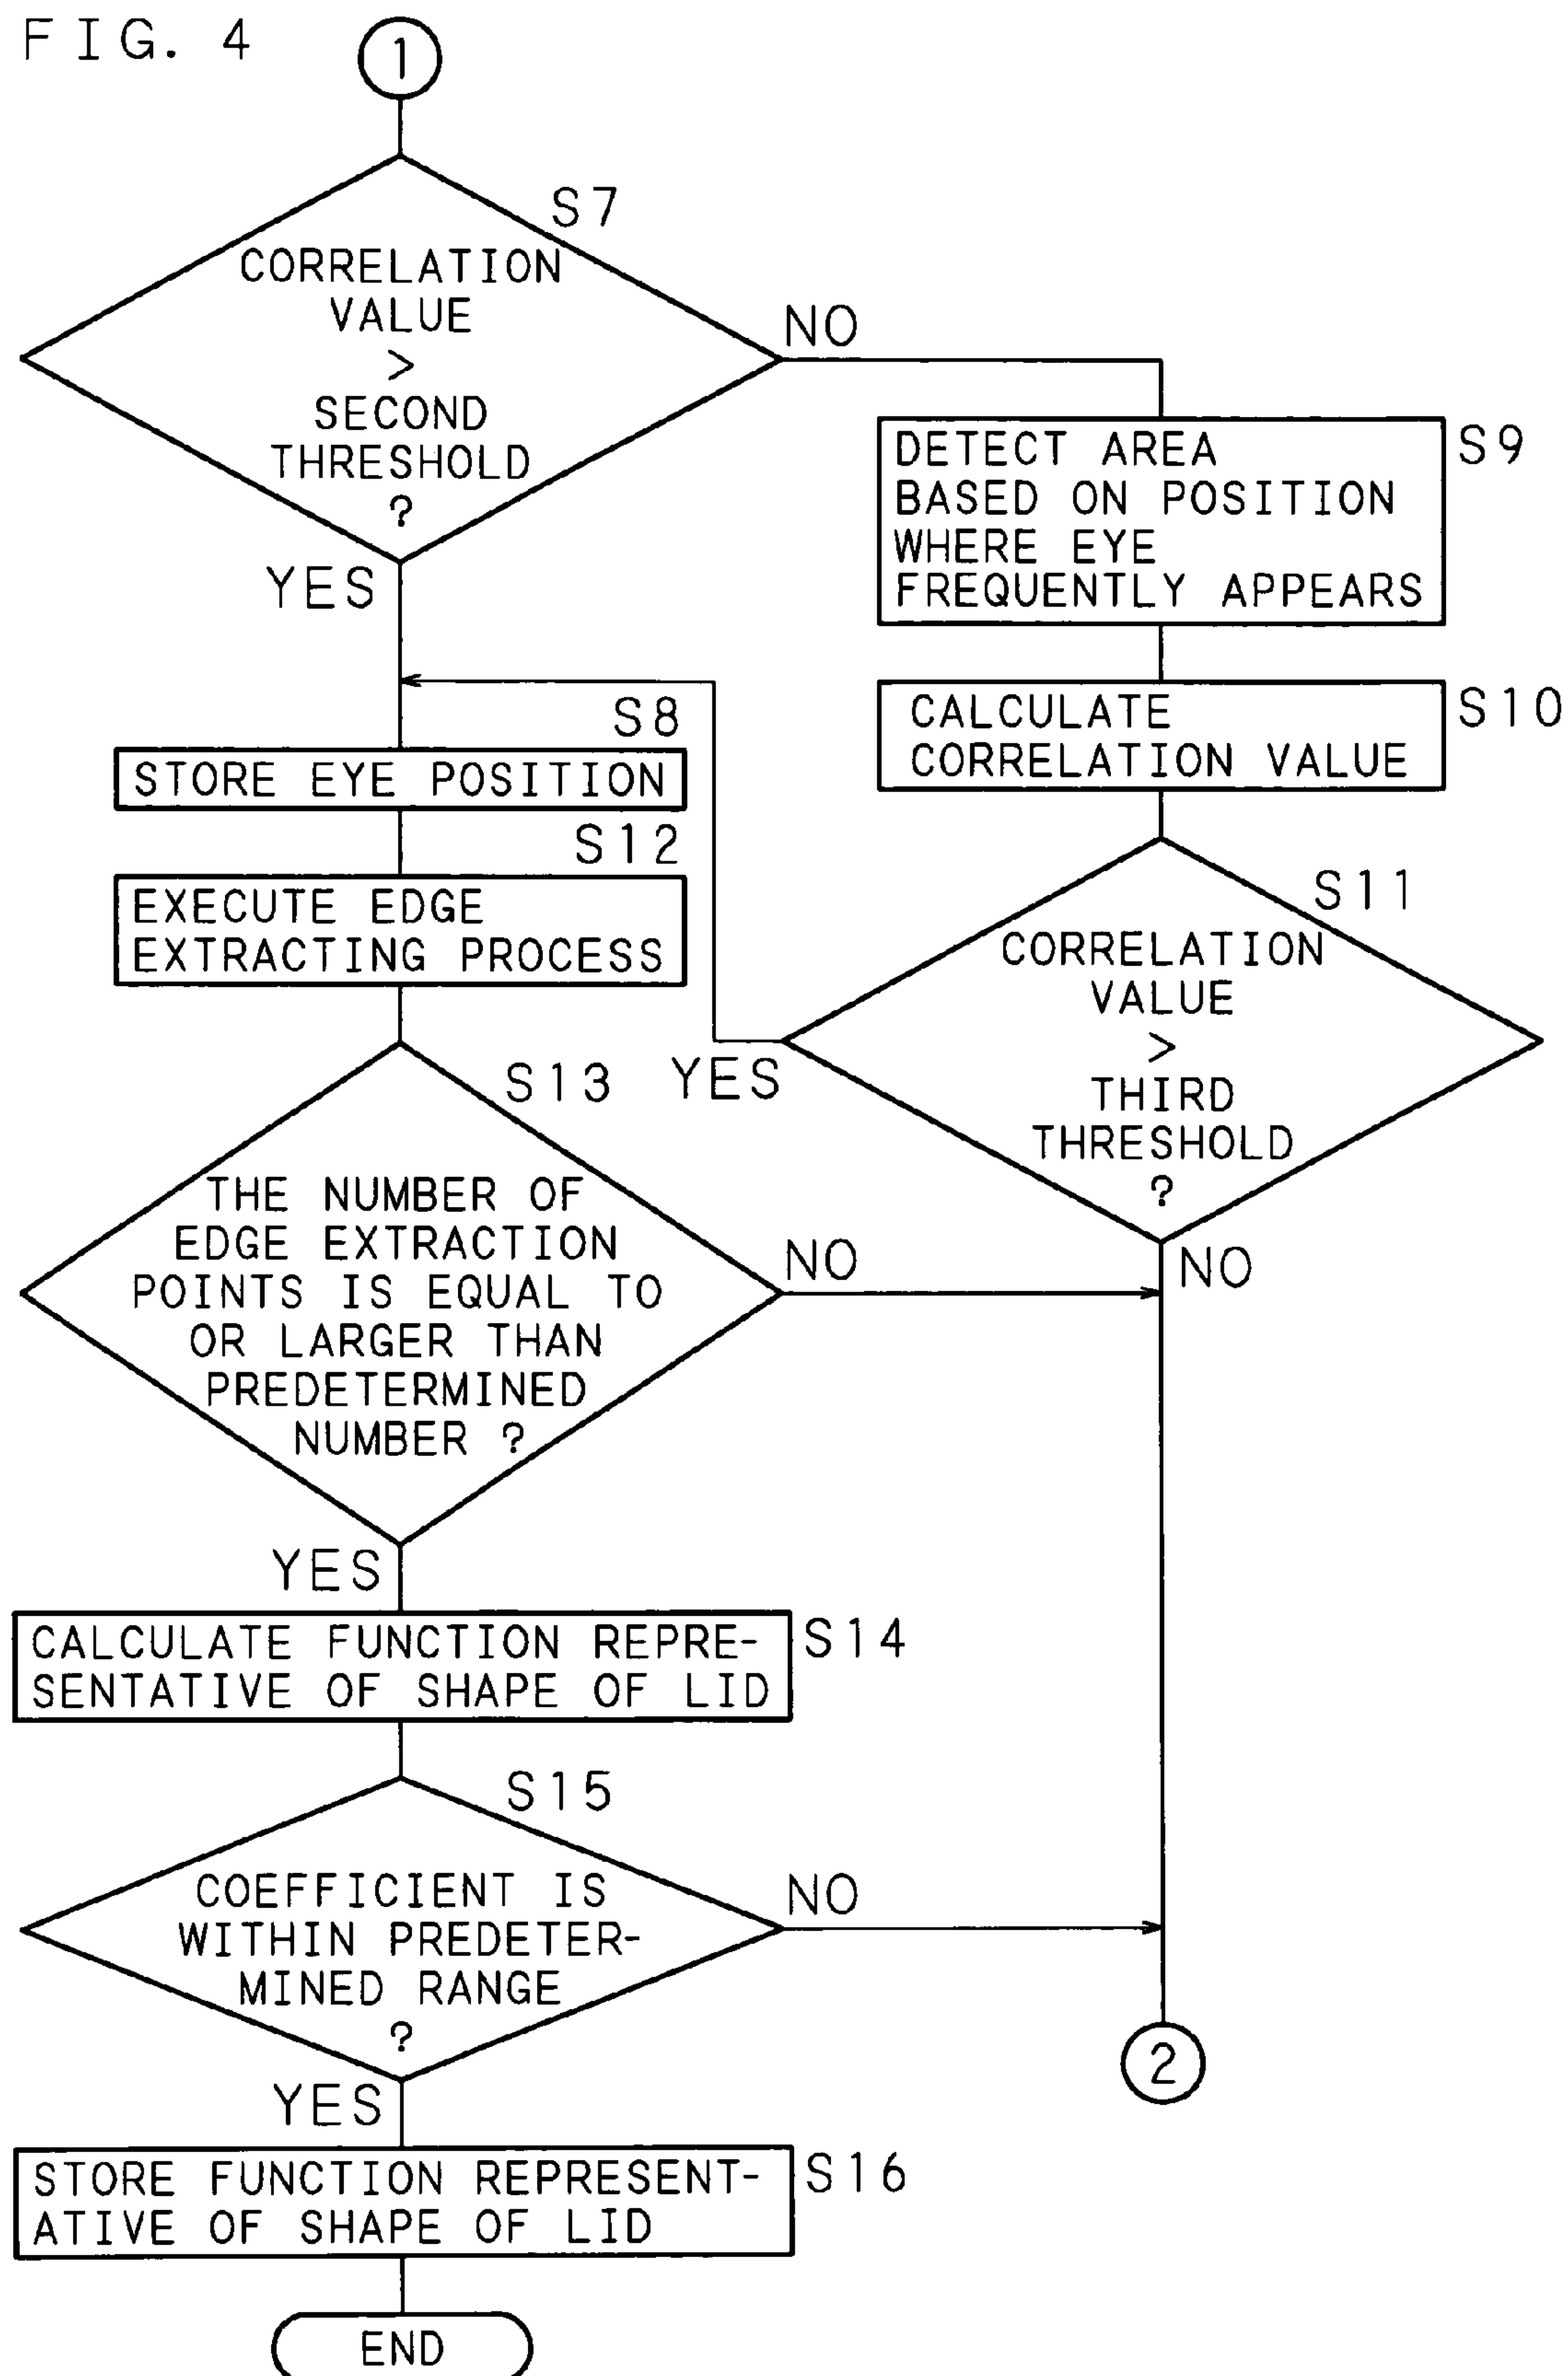 FIG. 4
1
S7
CORRELATION
VALUE
>
SECOND
THRESHOLD
?
NO
YES
S9
DETECT AREA
BASED ON POSITION
WHERE EYE
FREQUENTLY APPEARS
S10
CALCULATE
CORRELATION VALUE
S8
STORE EYE POSITION
S12
EXECUTE EDGE
EXTRACTING PROCESS
S11
CORRELATION
VALUE
>
THIRD
THRESHOLD
?
YES
NO
S13
THE NUMBER OF
EDGE EXTRACTION
POINTS IS EQUAL TO
OR LARGER THAN
PREDETERMINED
NUMBER ?
NO
YES
CALCULATE FUNCTION REPRE-
SENTATIVE OF SHAPE OF LID
S14
S15
COEFFICIENT IS
WITHIN PREDETER-
MINED RANGE
?
NO
2
YES
STORE FUNCTION REPRESENT-
ATIVE OF SHAPE OF LID
S16
END